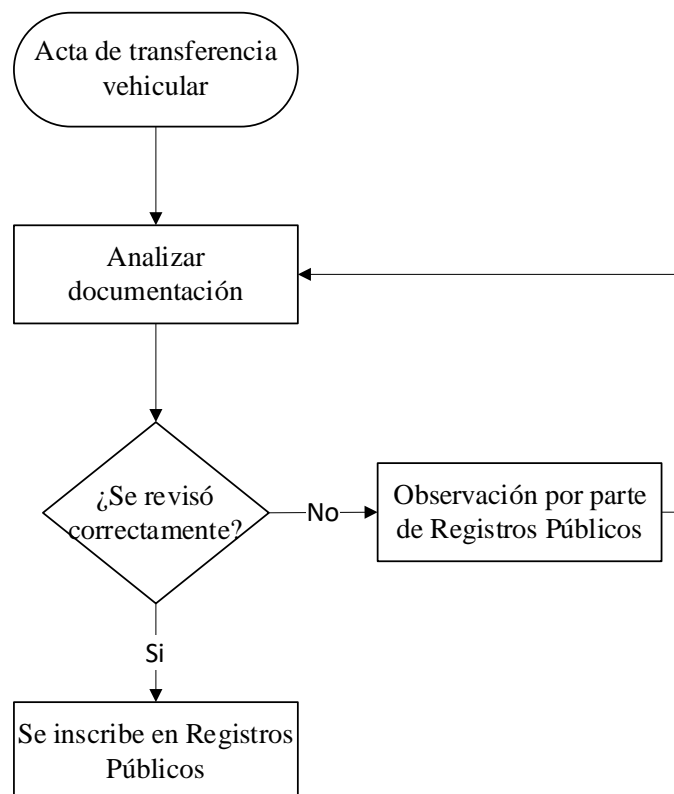 Acta de transferencia
vehicular
Analizar
documentación
¿Se revisó
correctamente?
No
Observación por parte
de Registros Públicos
Si
Se inscribe en Registros
Públicos